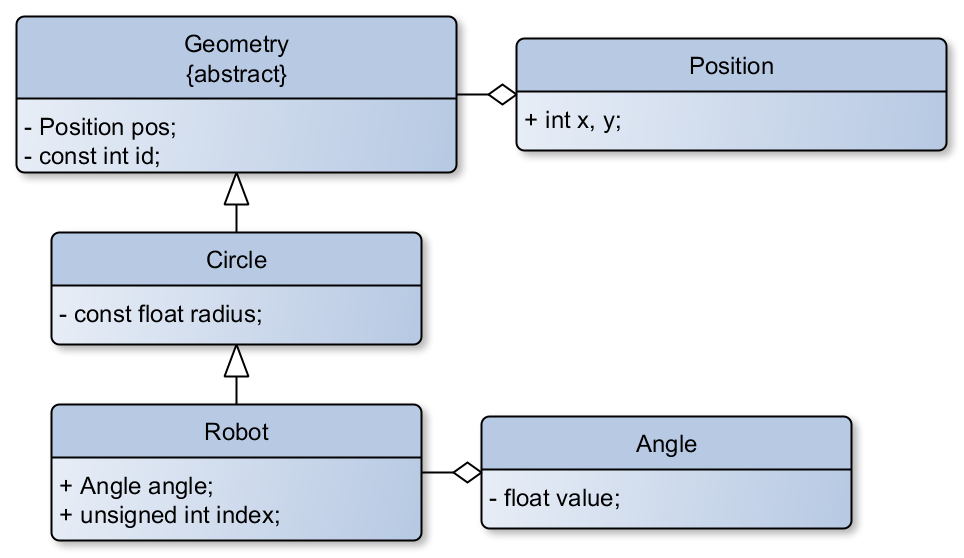 Geometry
{abstract}
- Position pos;
- const int id;
Position
+ int x, y;
Circle
- const float radius;
Robot
+ Angle angle;
+ unsigned int index;
Angle
- float value;